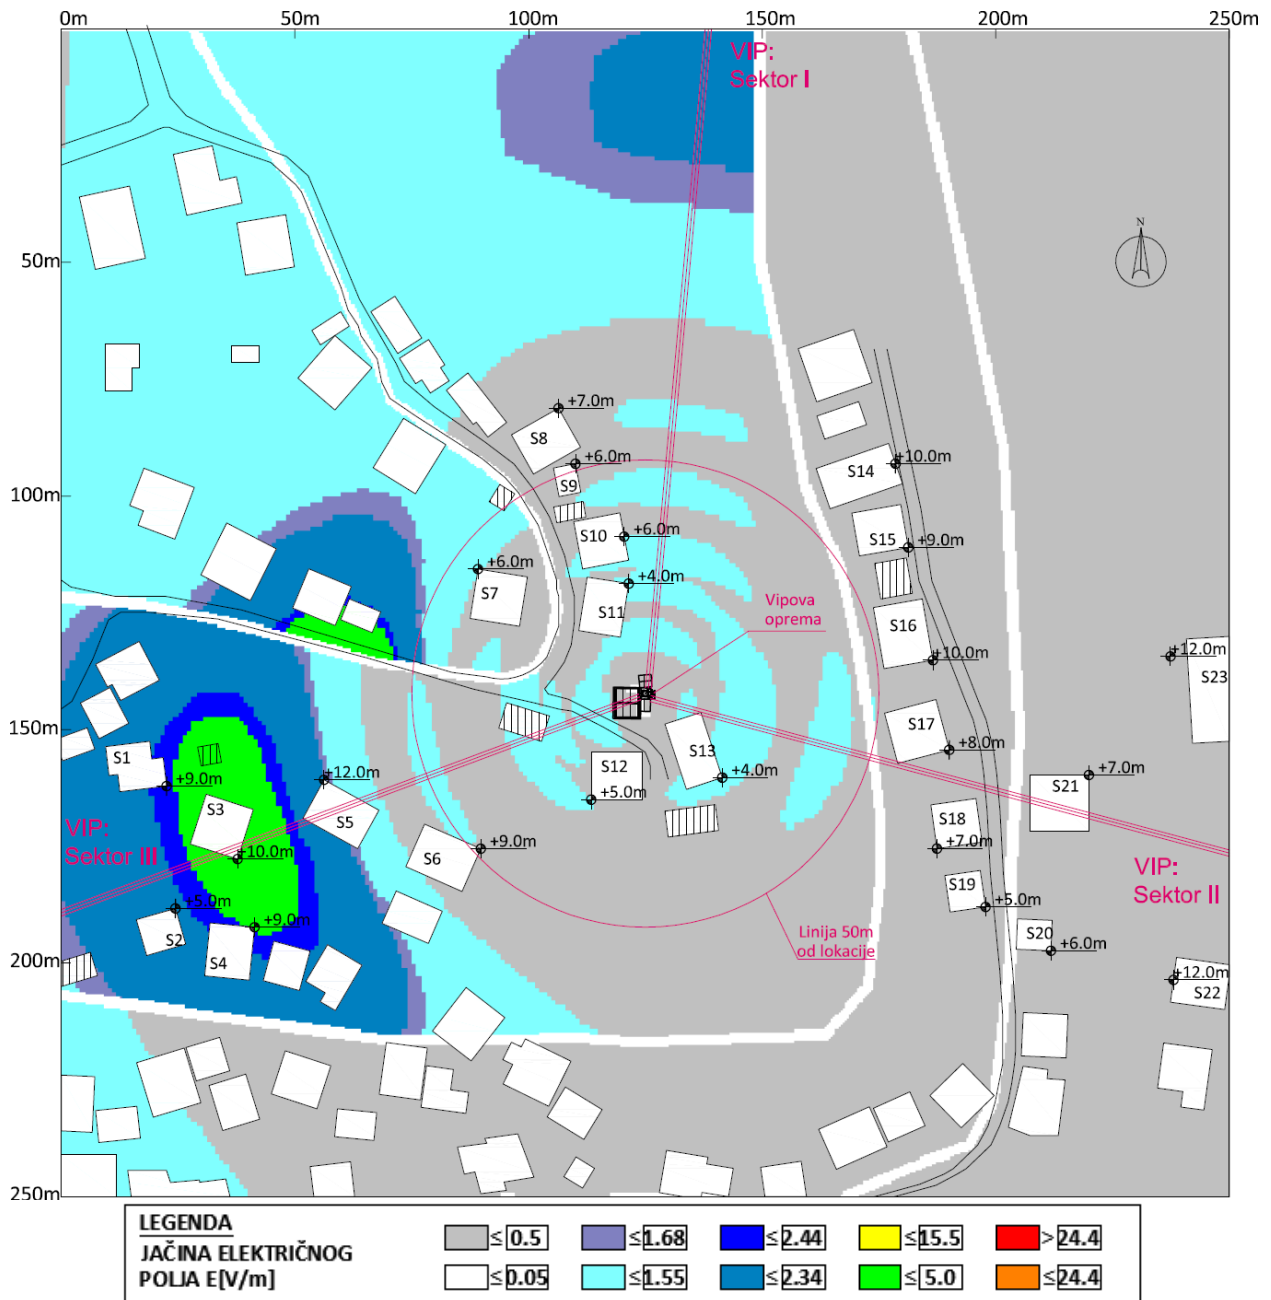 0m
50m
100m
150m
200m
250m
VIP:
Sektor I
N
50m
+7.0m
S8
+6.0m
S9
+10.0m
S14
100m
S10
+6.0m
S15
+9.0m
+6.0m
S7
+4.0m
S11
Vipova
oprema
S16
+10.0m
+12.0m
S23
150m
S1
+9.0m
+12.0m
S13
+4.0m
S17
+8.0m
S12
+5.0m
+7.0m
S21
S3
S5
VIP:
Sektor III
+10.0m
S6
+9.0m
S18
+7.0m
VIP:
Sektor II
S19
+5.0m
+5.0m
S2
+9.0m
S4
Linija 50m
od lokacije
S20
+6.0m
200m
+12.0m
S22
250m
LEGENDA
JAČINA ELEKTRIČNOG
POLJA E[V/m]
≤ 0.5
≤1.68
≤2.44
≤15.5
>24.4
≤0.05
≤1.55
≤2.34
≤ 5.0
≤24.4